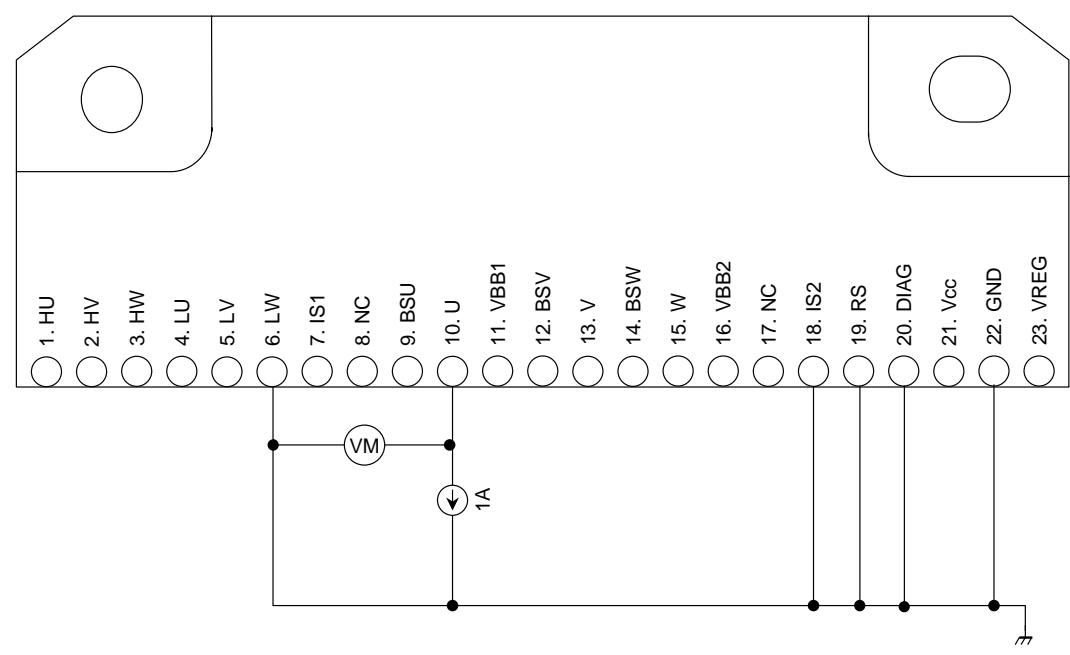 1. HU
2. HV
3. HW
4. LU
5. LV
6. LW
7. IS1
8. NC
9. BSU
10. U
11. VBB1
12. BSV
13. V
14. BSW
15. W
16. VBB2
17. NC
18. IS2
19. RS
20. DIAG
21. Vcc
22. GND
23. VREG
VM
1A